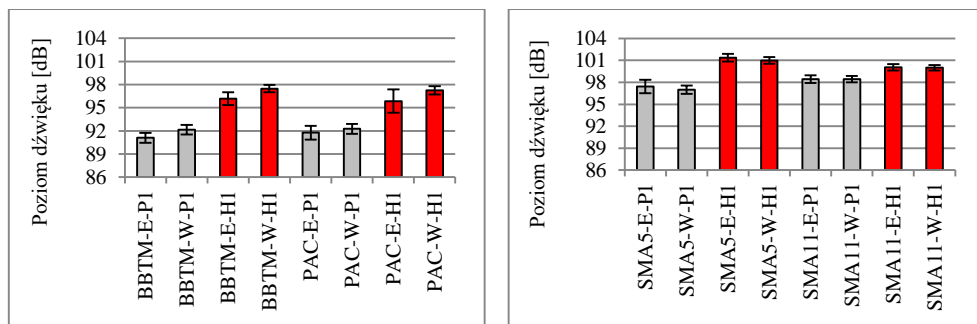 Poziom dźwięku [dB]
104
101
98
95
92
89
86
BBTM-E-P1
BBTM-W-P1
BBTM-E-H1
BBTM-W-H1
PAC-E-P1
PAC-W-P1
PAC-E-H1
PAC-W-H1
Poziom dźwięku [dB]
104
101
98
95
92
89
86
SMA5-E-P1
SMA5-W-P1
SMA5-E-H1
SMA5-W-H1
SMA11-E-P1
SMA11-W-P1
SMA11-E-H1
SMA11-W-H1